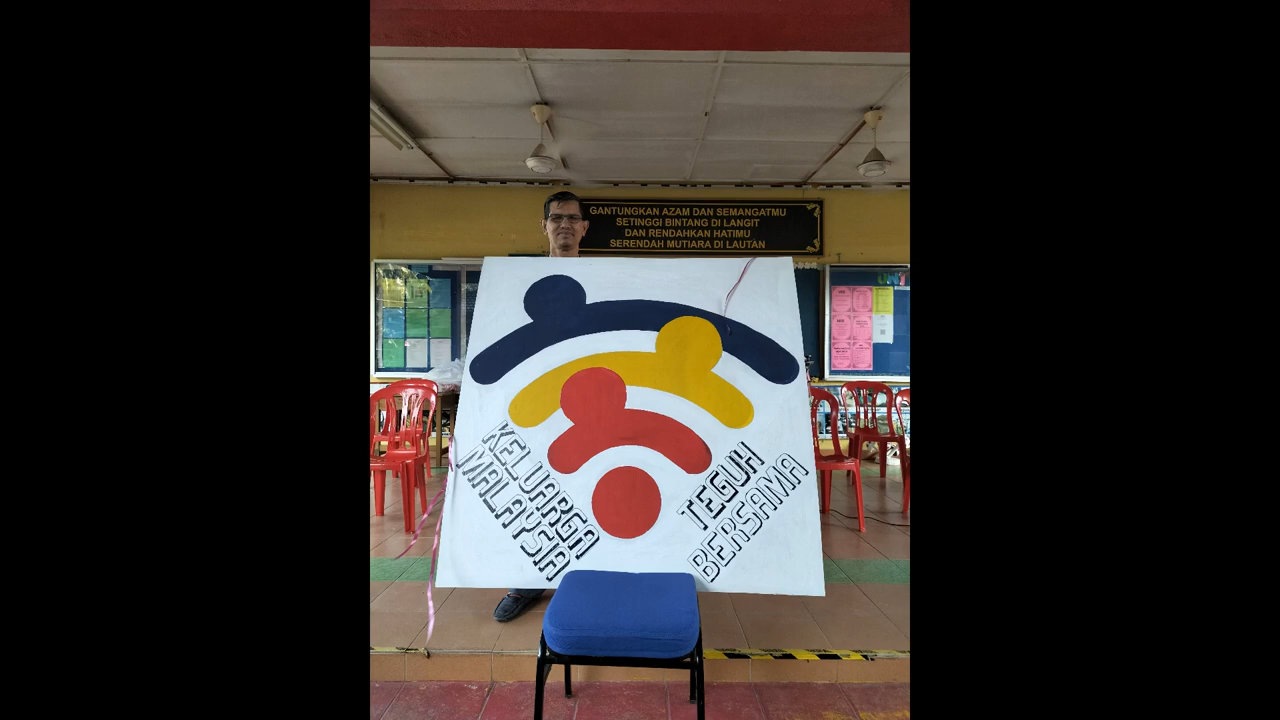 GANTUNGKAN AZAM DAN SEMANGATMU
SETINGGI BINTANG DI LANGIT
DAN RENDAHKAN HATIMU
SERENDAH MUTIARA DI LAUTAN
KELUARGA
MALAYSIA
TEGUH
BERSAMA